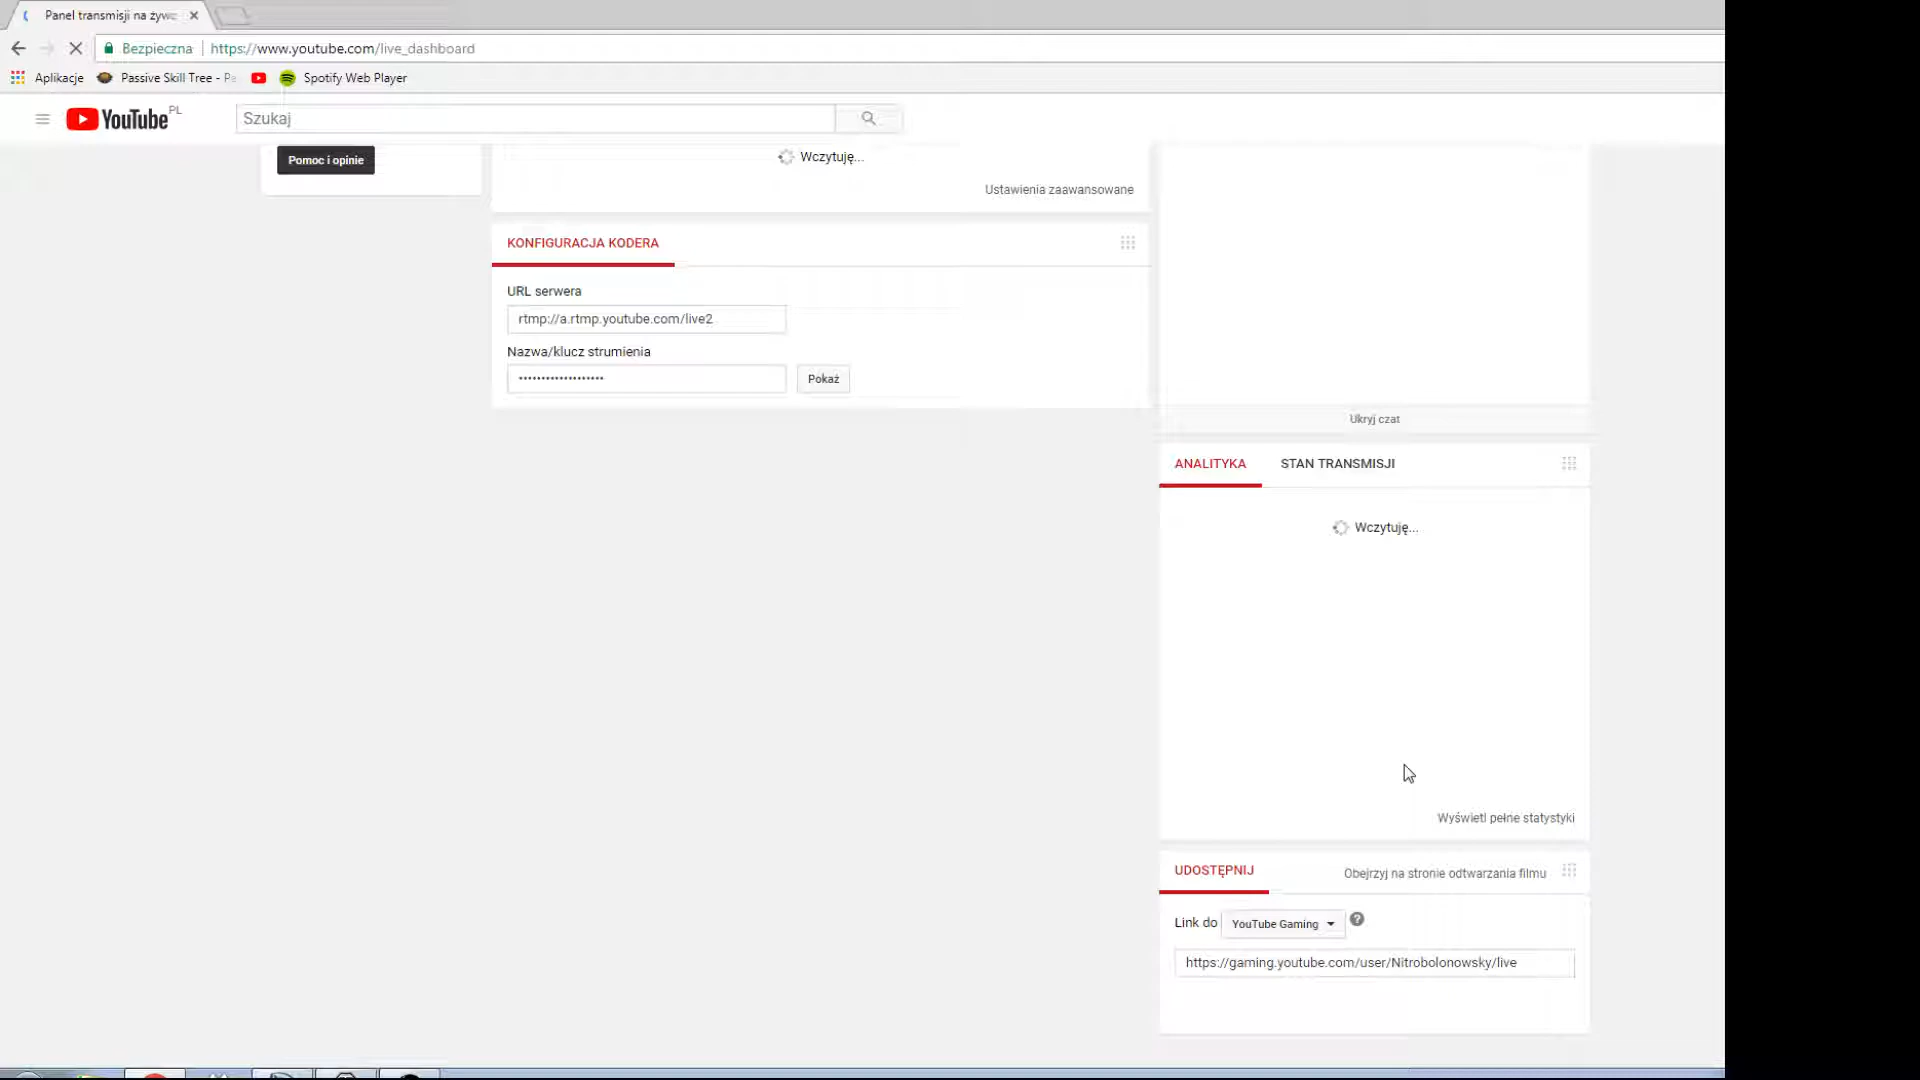 Panel transmisji na żywo
Bezpieczna https://www.youtube.com/live_dashboard
Aplikacje Passive Skill Tree - Pa Spotify Web Player
YouTube PL Szukaj
Pomoc i opinie
Wczytuję...
Ustawienia zaawansowane
KONFIGURACJA KODERA
URL serwera
rtmp://a.rtmp.youtube.com/live2
Nazwa/klucz strumienia
•••••••••••••••••••
Pokaż
Ukryj czat
ANALITYKA STAN TRANSMISJI
Wczytuję...
Wyświetl pełne statystyki
UDOSTĘPNIJ Obejrzyj na stronie odtwarzania filmu
Link do YouTube Gaming
https://gaming.youtube.com/user/Nitrobolonowsky/live